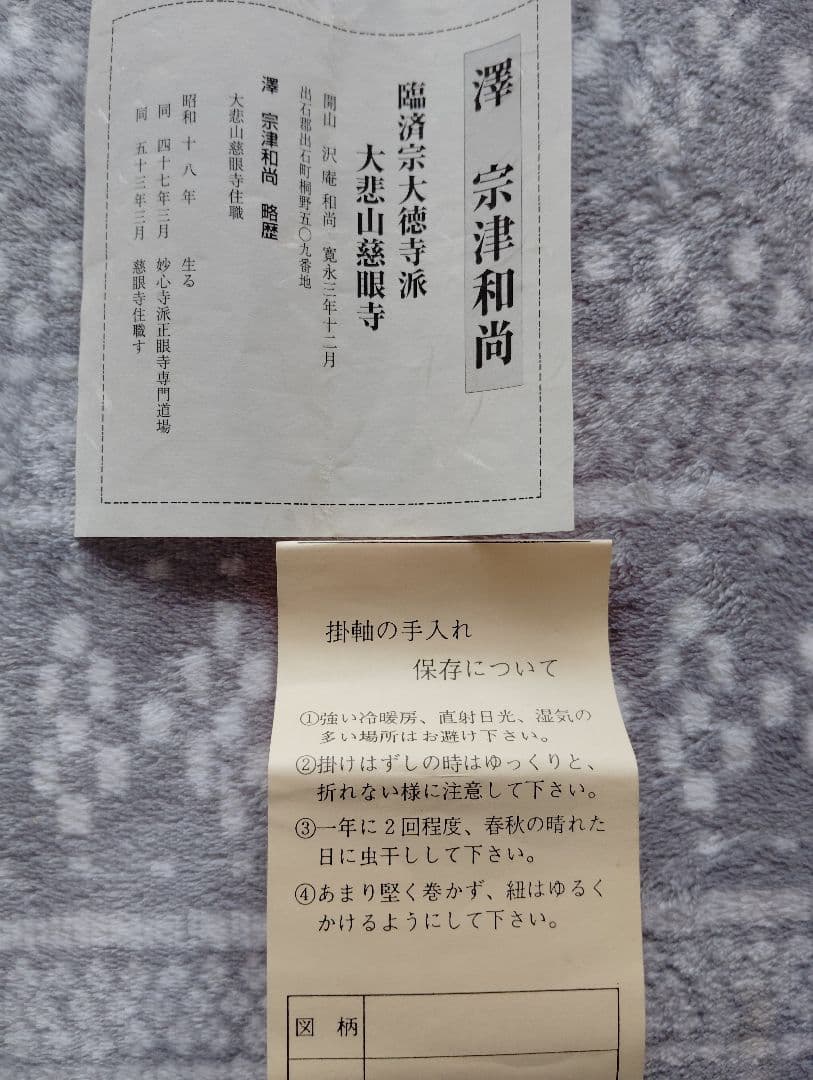 澤 宗津和尚
臨済宗大徳寺派
大悲山慈眼寺
開山 沢庵和尚 寛永三年十二月
出石郡出石町桐野五〇九番地
澤 宗津和尚 略歴
大悲山慈眼寺住職
昭和 十八年 生る
同 四十七年三月 妙心寺派正眼寺専門道場
同 五十三年三月 慈眼寺住職す
掛軸の手入れ
保存について
①強い冷暖房、直射日光、湿気の
多い場所はお避け下さい。
②掛けはずしの時はゆっくりと、
折れない様に注意して下さい。
③一年に2回程度、春秋の晴れた
日に虫干しして下さい。
④あまり堅く巻かず、紐はゆるく
かけるようにして下さい。
図柄